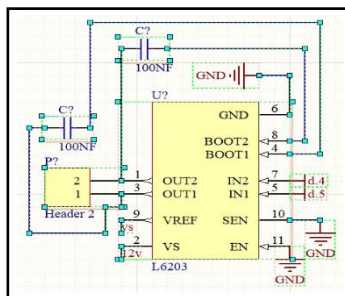 C?
100NF
GND
C?
100NF
U?
GND 6
BOOT2 8
BOOT1 4
P?
2
1
Header 2
1 OUT2 IN2 7 d.4
3 OUT1 IN1 5 d.5
9 VREF SEN 10
vs
2 VS EN 11
12v
L6203
GND
GND